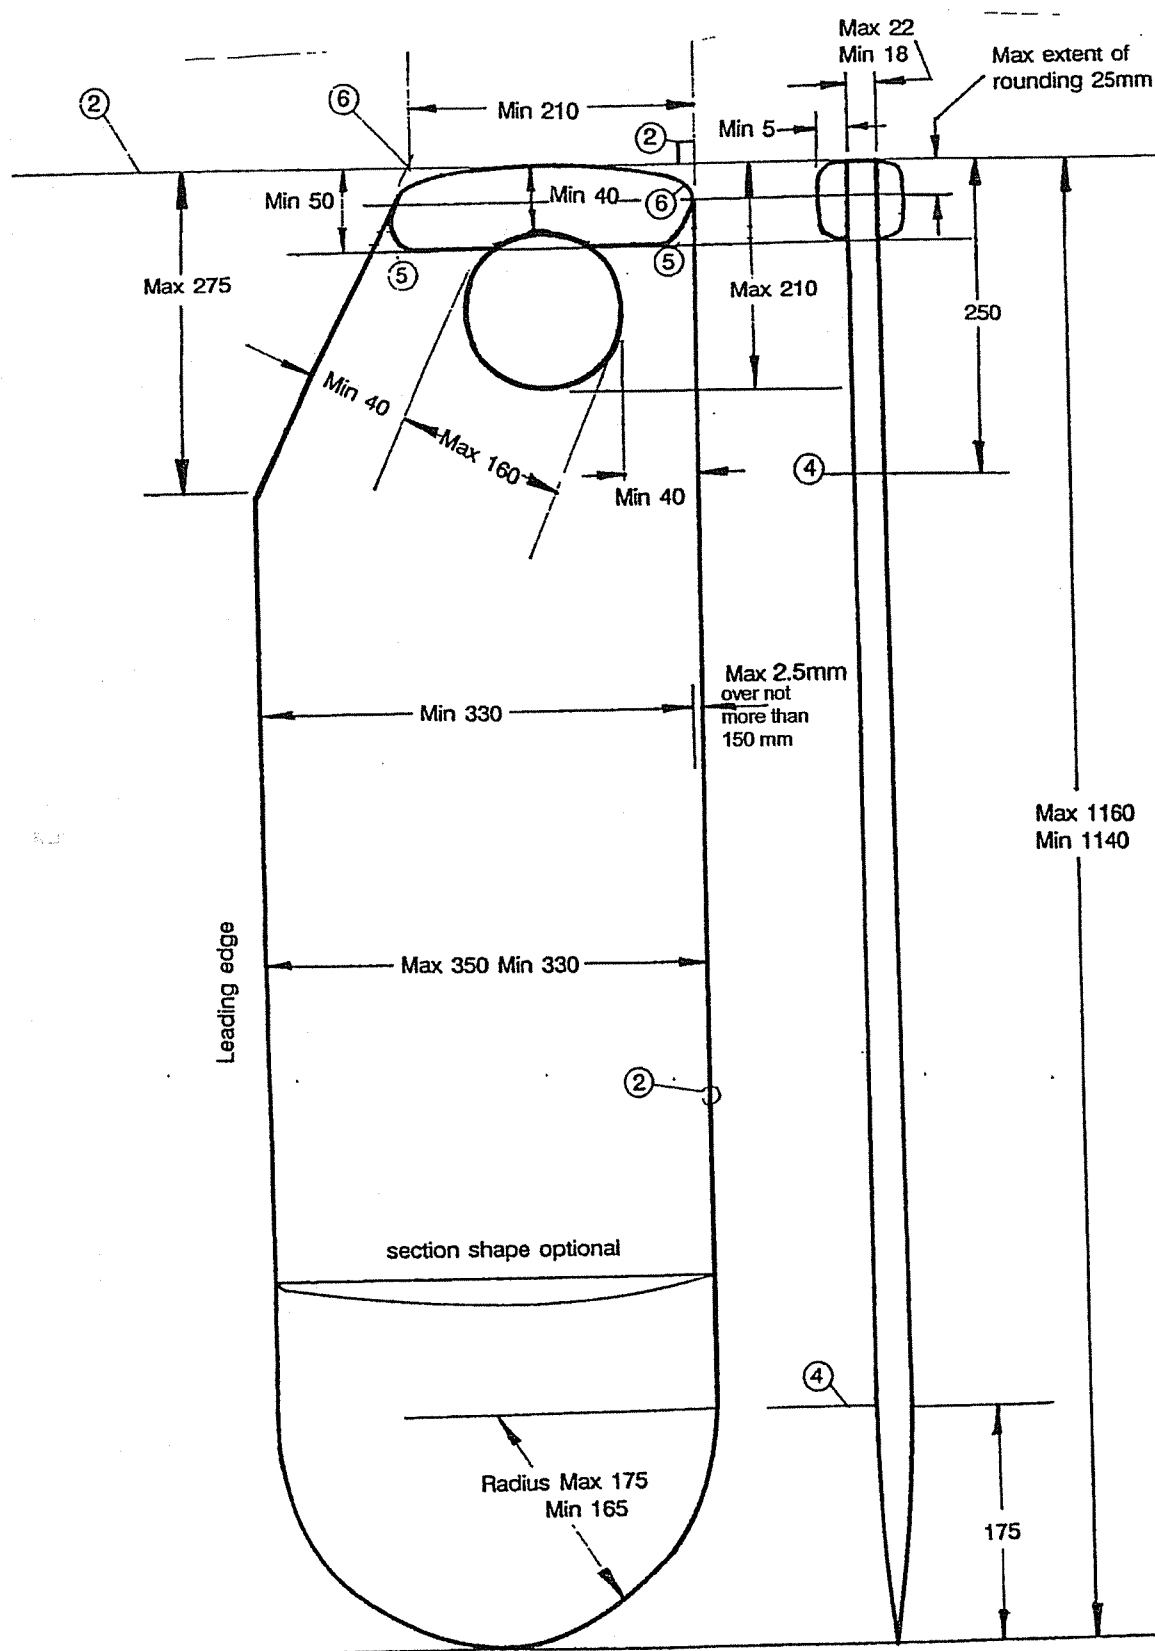 Max 22
Min 18
Max extent of
rounding 25mm
2
6
Min 210
Min 5
2
Min 50
Min 40
6
5
5
Max 275
Max 210
250
Min 40
Max 160
Min 40
4
Max 2.5mm
over not
more than
150 mm
Min 330
Max 1160
Min 1140
Leading edge
Max 350 Min 330
2
section shape optional
4
Radius Max 175
Min 165
175